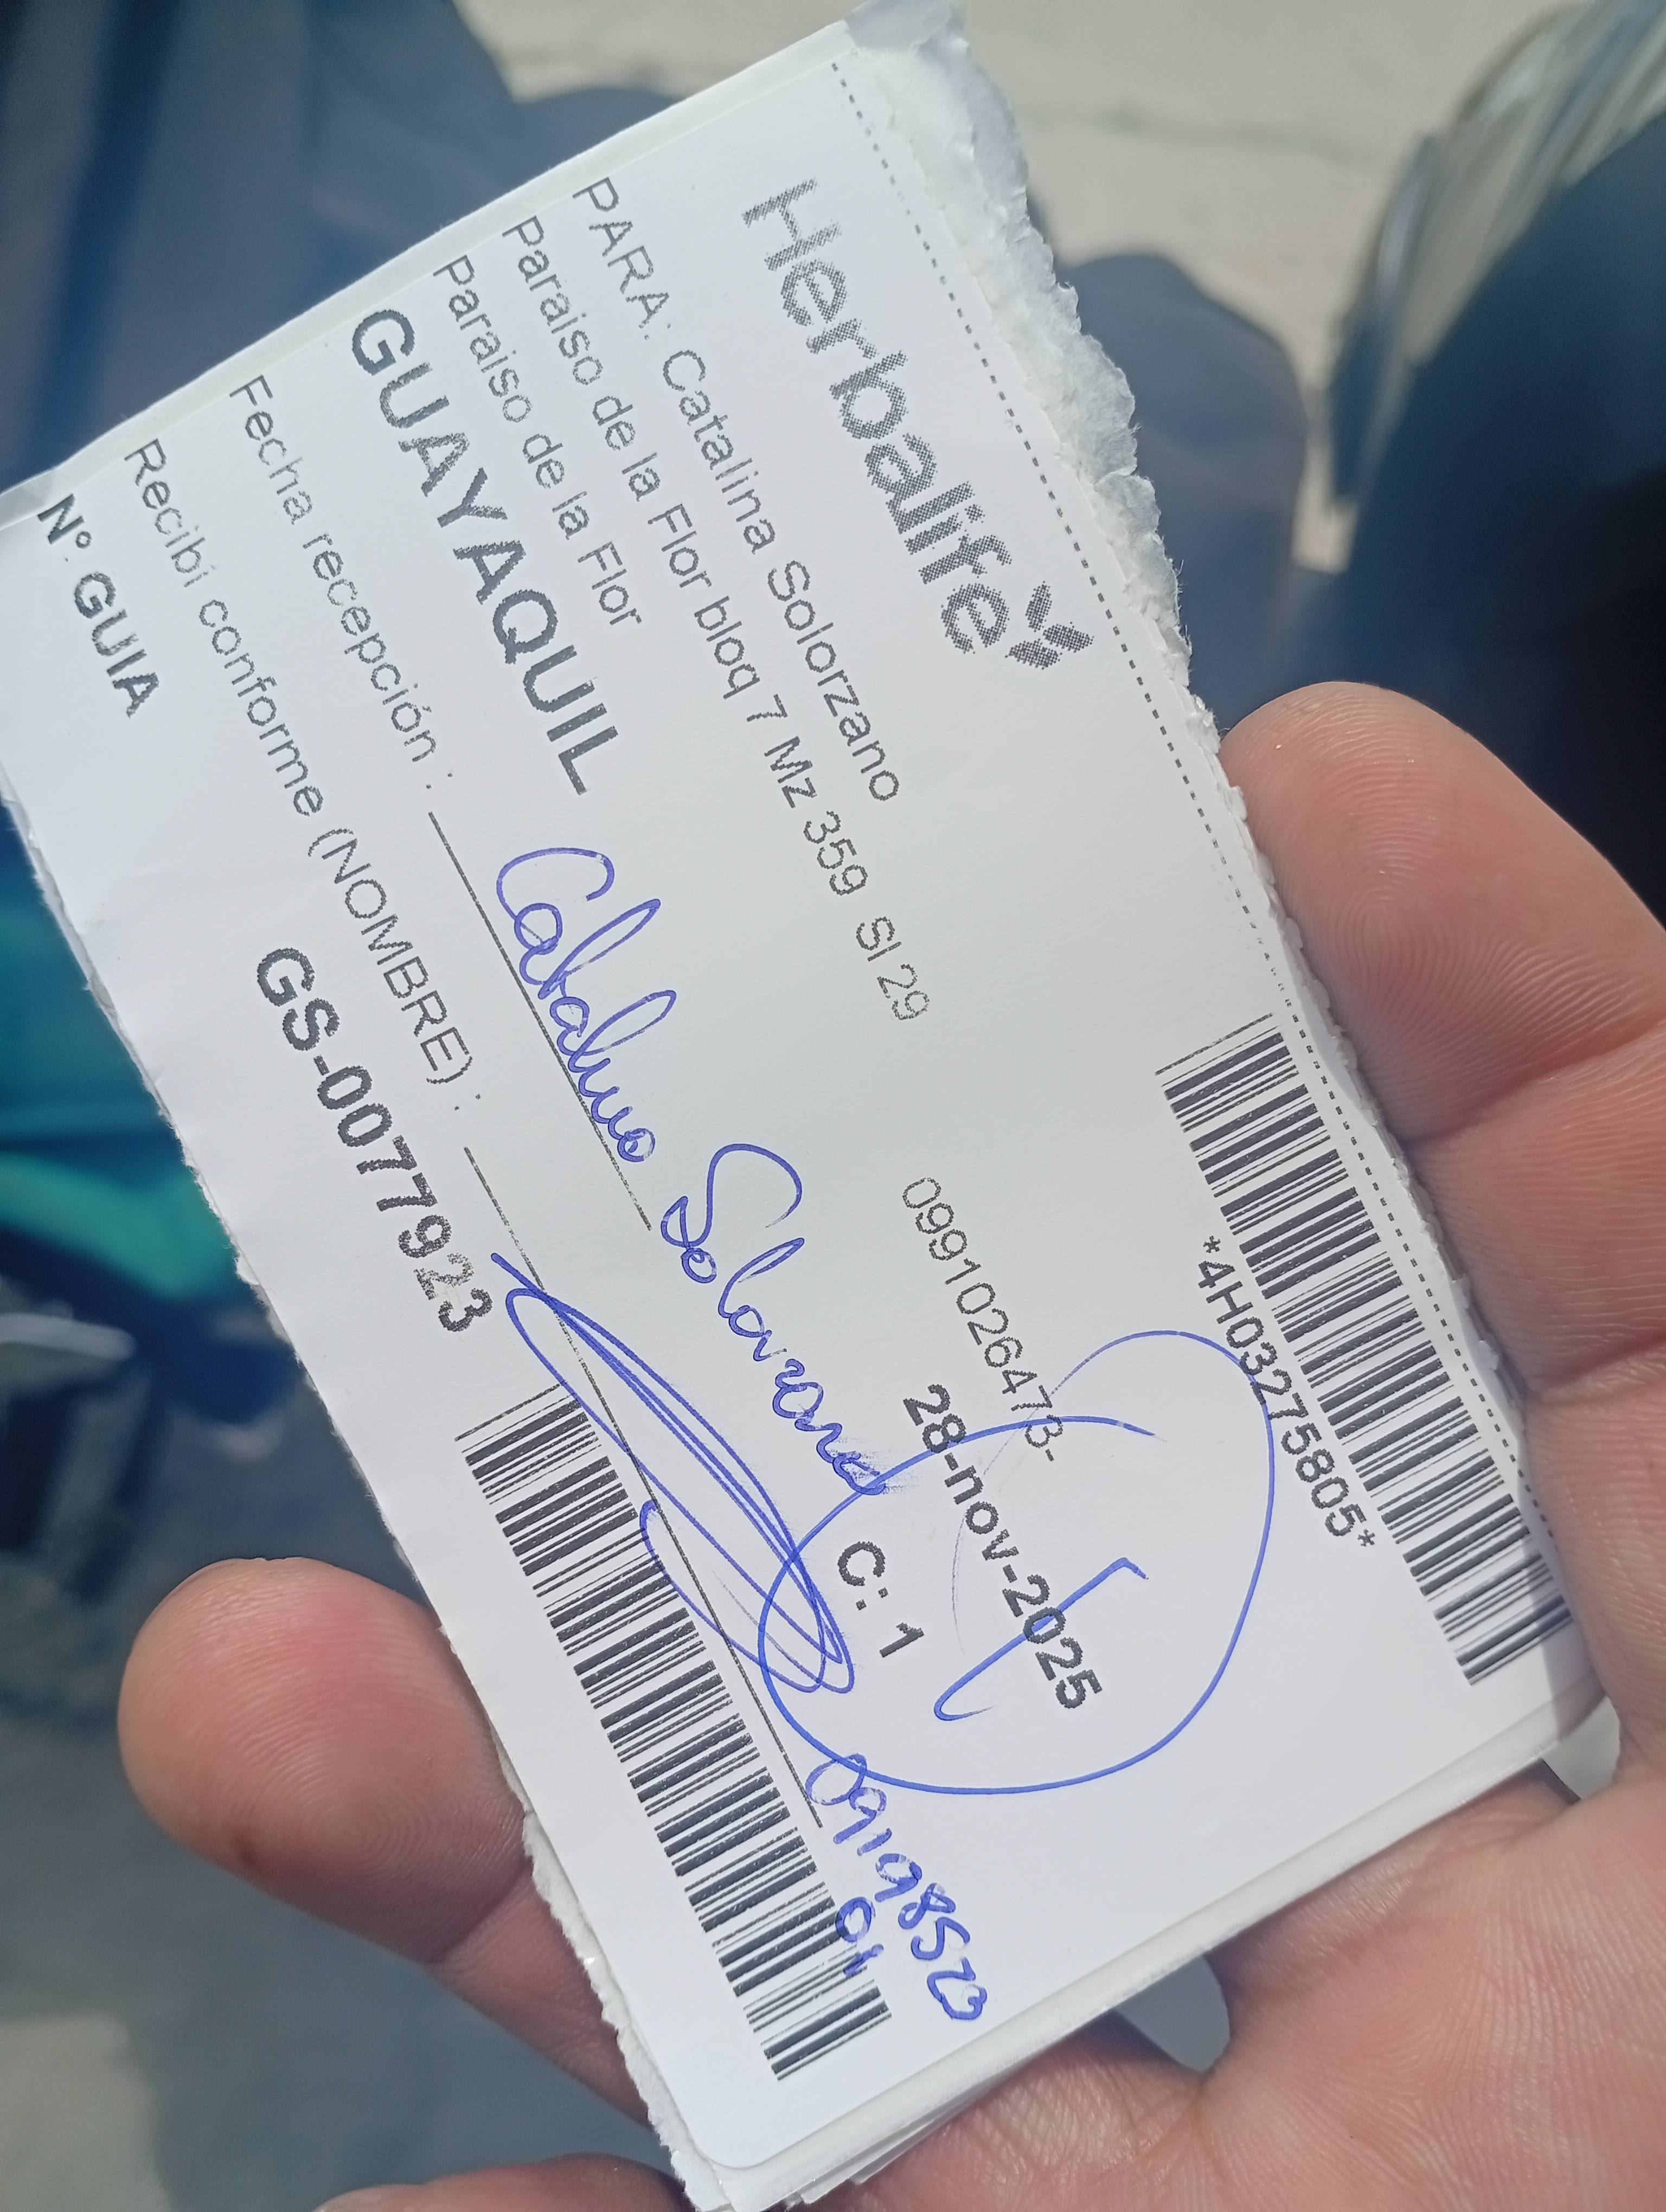 Herbalife
*4H03275805*
PARA: Catalina Solorzano
Paraiso de la Flor bloq 7 Mz 359 Sl 29
0991026473-
Paraiso de la Flor
28-nov-2025
GUAYAQUIL
C: 1
Fecha recepción :
Catalina Solorzano
Recibi conforme (NOMBRE) :
N°. GUIA
GS-0077923